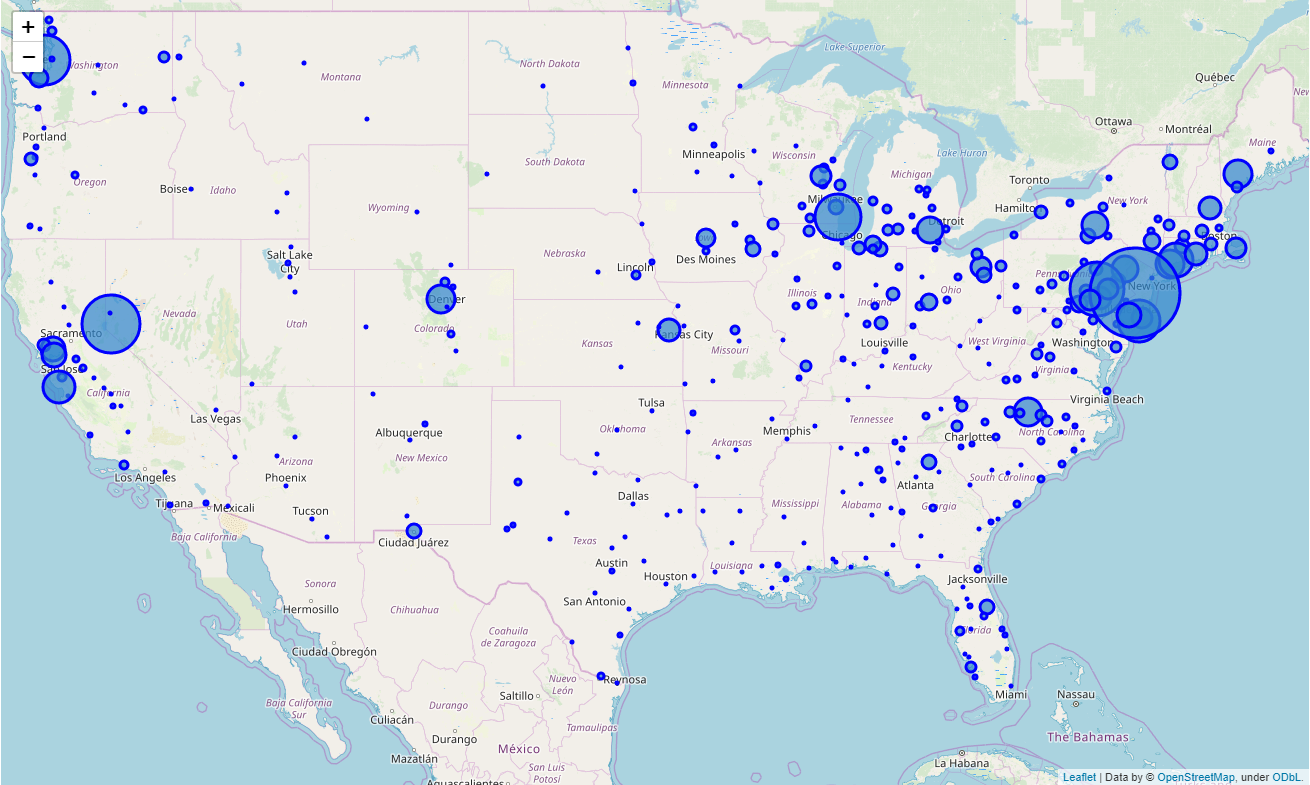 +
−
Washington
Montana
North Dakota
Minnesota
Lake Superior
Québec
Ottawa
Montréal
Maine
Portland
Oregon
Boise
Idaho
South Dakota
Minneapolis
Wisconsin
Lake Huron
Michigan
Toronto
Hamilton
New York
Wyoming
Milwaukee
Detroit
Chicago
Boston
Salt Lake
City
Nebraska
Lincoln
Des Moines
Denver
Illinois
Indiana
Ohio
New York
Nevada
Utah
Colorado
Sacramento
Kansas
Kansas City
Missouri
Louisville
West Virginia
Washington
San Jose
Kentucky
Virginia
California
Las Vegas
Tulsa
Virginia Beach
Albuquerque
Oklahoma
Memphis
Tennessee
Charlotte
North Carolina
Arkansas
New Mexico
Arizona
Los Angeles
Phoenix
Atlanta
South Carolina
Dallas
Mississippi
Alabama
Georgia
Tijuana
Mexicali
Tucson
Baja California
Ciudad Juárez
Texas
Austin
Louisiana
Houston
Jacksonville
Sonora
Hermosillo
Chihuahua
San Antonio
Coahuila
de Zaragoza
Florida
Ciudad Obregón
Nuevo
León
Reynosa
Saltillo
Miami
Nassau
Baja California
Sur
Durango
Culiacán
Tamaulipas
Durango
México
The Bahamas
Mazatlán
San Luis
Potosí
La Habana
Aguascalientes
Leaflet | Data by © OpenStreetMap, under ODbL.